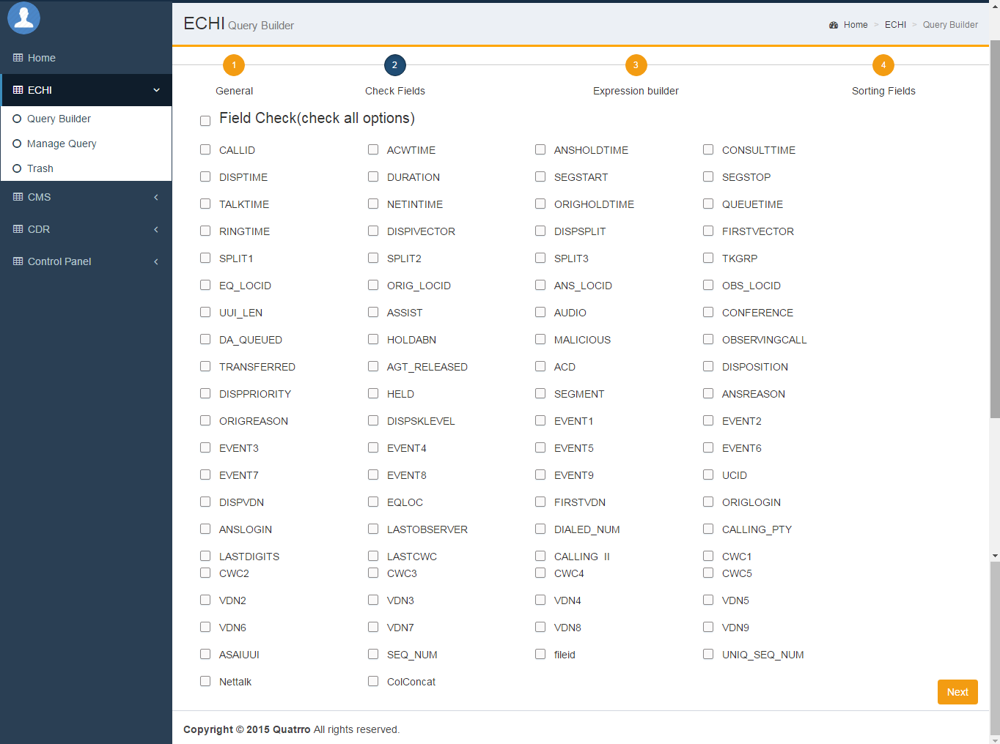 ECHI Query Builder
Home > ECHI > Query Builder
Home
ECHI
Query Builder
Manage Query
Trash
CMS
CDR
Control Panel
1 2 3 4
General Check Fields Expression builder Sorting Fields
Field Check(check all options)
CALLID ACWTIME ANSHOLDTIME CONSULTTIME
DISPTIME DURATION SEGSTART SEGSTOP
TALKTIME NETINTIME ORIGHOLDTIME QUEUETIME
RINGTIME DISPIVECTOR DISPSPLIT FIRSTVECTOR
SPLIT1 SPLIT2 SPLIT3 TKGRP
EQ_LOCID ORIG_LOCID ANS_LOCID OBS_LOCID
UUI_LEN ASSIST AUDIO CONFERENCE
DA_QUEUED HOLDABN MALICIOUS OBSERVINGCALL
TRANSFERRED AGT_RELEASED ACD DISPOSITION
DISPPRIORITY HELD SEGMENT ANSREASON
ORIGREASON DISPSKLEVEL EVENT1 EVENT2
EVENT3 EVENT4 EVENT5 EVENT6
EVENT7 EVENT8 EVENT9 UCID
DISPVDN EQLOC FIRSTVDN ORIGLOGIN
ANSLOGIN LASTOBSERVER DIALED_NUM CALLING_PTY
LASTDIGITS LASTCWC CALLING II CWC1
CWC2 CWC3 CWC4 CWC5
VDN2 VDN3 VDN4 VDN5
VDN6 VDN7 VDN8 VDN9
ASAIUUI SEQ_NUM fileid UNIQ_SEQ_NUM
Nettalk ColConcat
Next
Copyright © 2015 Quatrro All rights reserved.